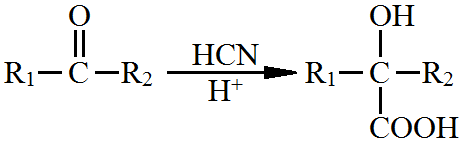 O OH
R₁—C—R₂ HCN R₁—C—R₂
H⁺
COOH